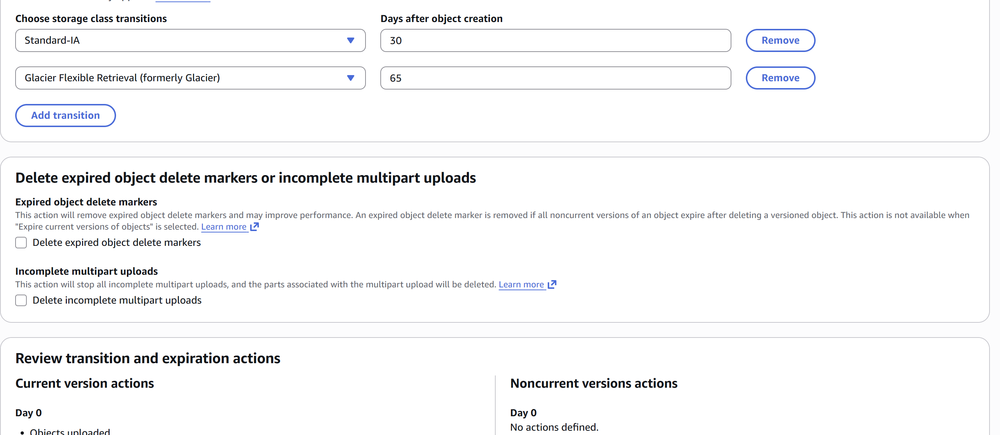 Choose storage class transitions
Days after object creation
Standard-IA
30
Remove
Glacier Flexible Retrieval (formerly Glacier)
65
Remove
Add transition
Delete expired object delete markers or incomplete multipart uploads
Expired object delete markers
This action will remove expired object delete markers and may improve performance. An expired object delete marker is removed if all noncurrent versions of an object expire after deleting a versioned object. This action is not available when
"Expire current versions of objects" is selected. Learn more
Delete expired object delete markers
Incomplete multipart uploads
This action will stop all incomplete multipart uploads, and the parts associated with the multipart upload will be deleted. Learn more
Delete incomplete multipart uploads
Review transition and expiration actions
Current version actions
Noncurrent versions actions
Day 0
Day 0
No actions defined.
• Objects uploaded